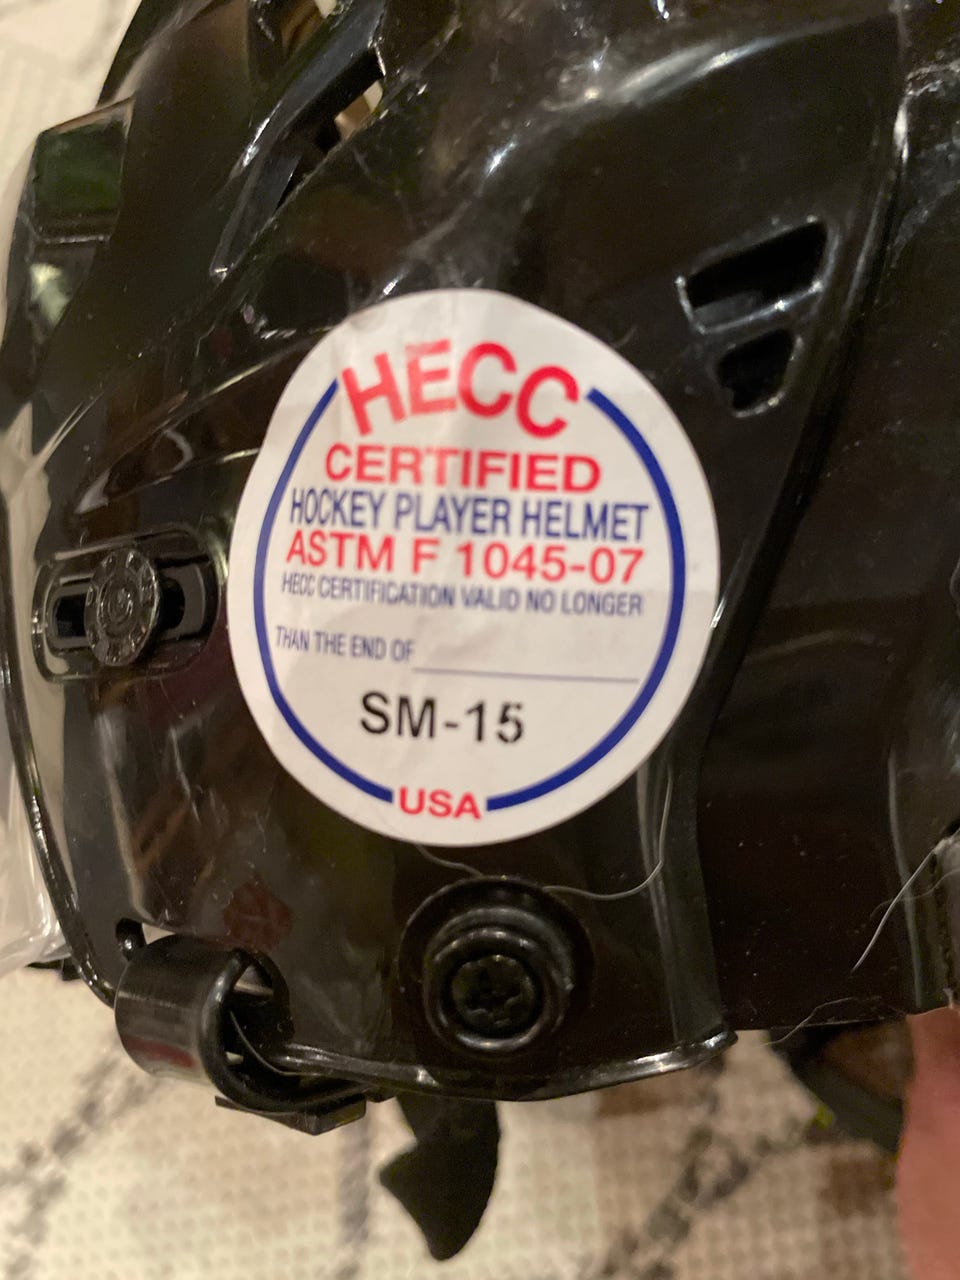 HECC
CERTIFIED
HOCKEY PLAYER HELMET
ASTM F 1045-07
HECC CERTIFICATION VALID NO LONGER
THAN THE END OF
SM-15
USA